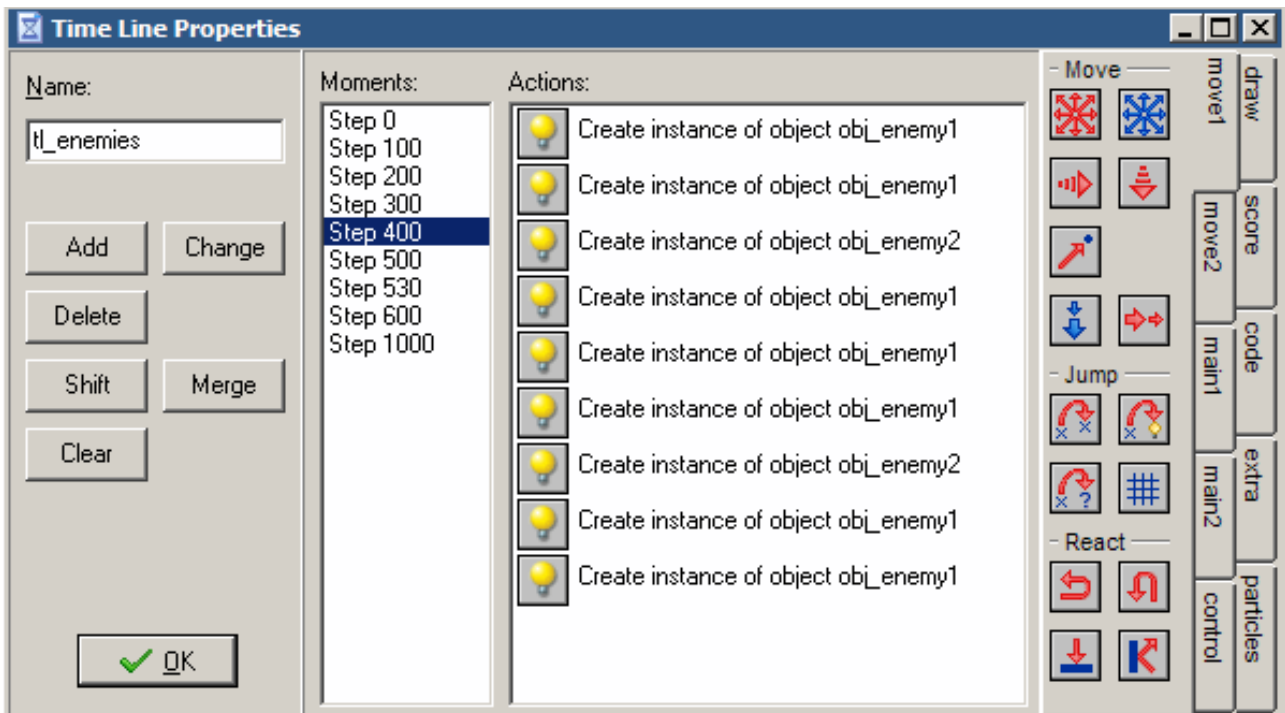 Time Line Properties
Name:
tl_enemies
Add
Change
Delete
Shift
Merge
Clear
OK
Moments:
Step 0
Step 100
Step 200
Step 300
Step 400
Step 500
Step 530
Step 600
Step 1000
Actions:
Create instance of object obj_enemy1
Create instance of object obj_enemy1
Create instance of object obj_enemy2
Create instance of object obj_enemy1
Create instance of object obj_enemy1
Create instance of object obj_enemy1
Create instance of object obj_enemy2
Create instance of object obj_enemy1
Create instance of object obj_enemy1
Move
Jump
React
move1
move2
main1
main2
control
draw
score
code
extra
particles